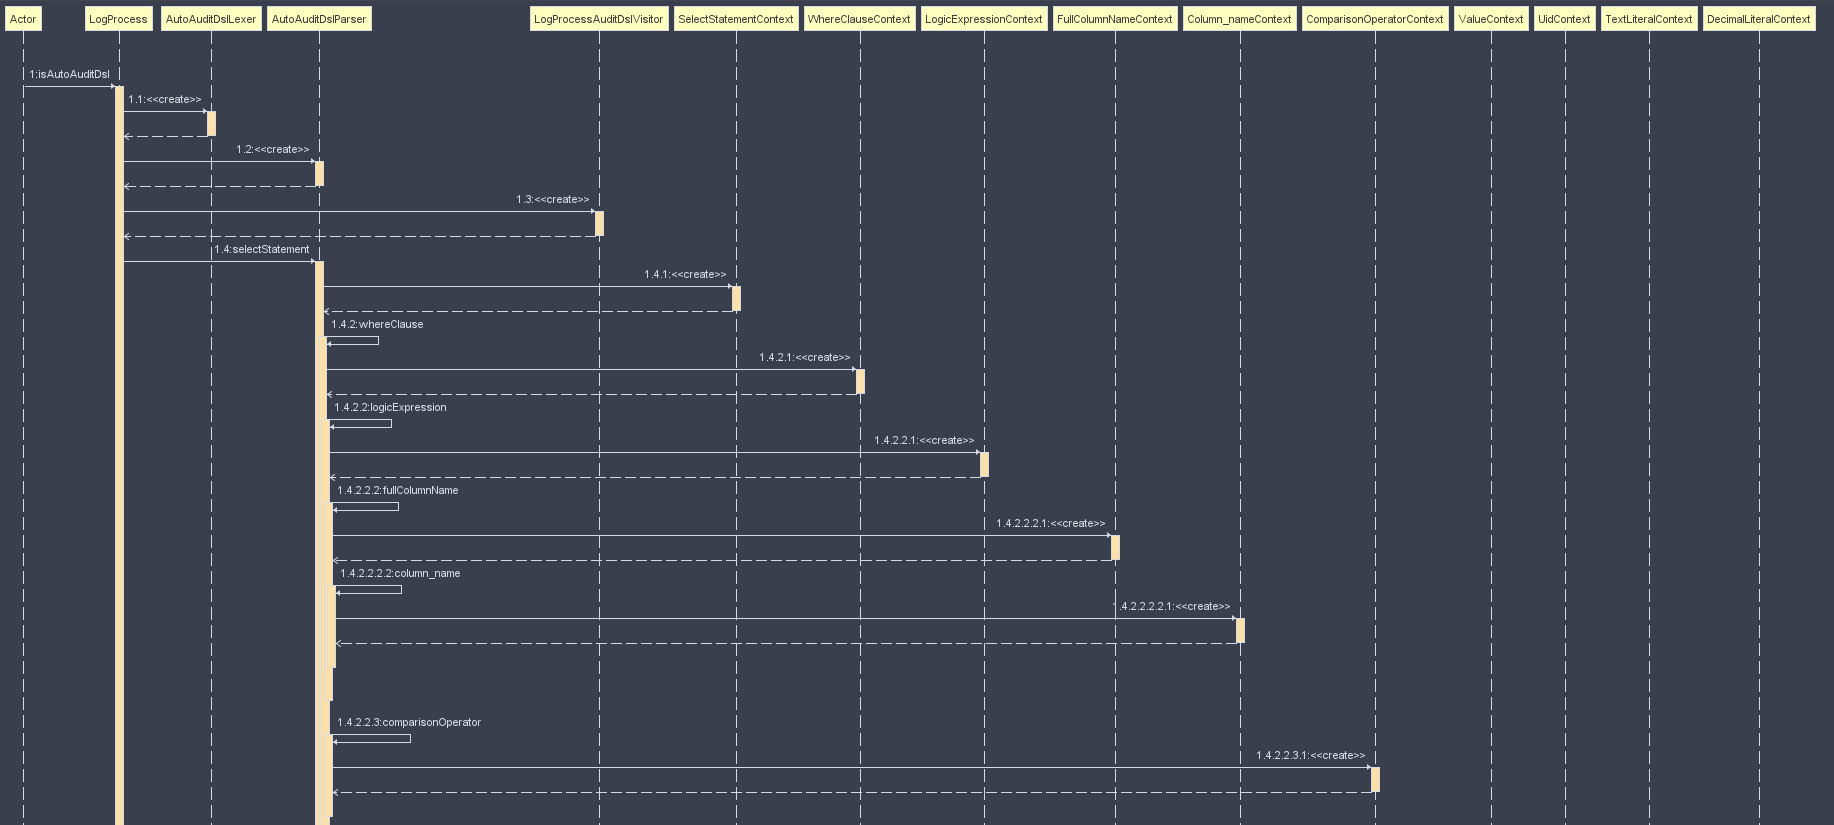 Actor
LogProcess
AutoAuditDslLexer
AutoAuditDslParser
LogProcessAuditDslVisitor
SelectStatementContext
WhereClauseContext
LogicExpressionContext
FullColumnNameContext
Column_nameContext
ComparisonOperatorContext
ValueContext
UidContext
TextLiteralContext
DecimalLiteralContext
1:isAutoAuditDsl
1.1:<<create>>
1.2:<<create>>
1.3:<<create>>
1.4:selectStatement
1.4.1:<<create>>
1.4.2:whereClause
1.4.2.1:<<create>>
1.4.2.2:logicExpression
1.4.2.2.1:<<create>>
1.4.2.2.2:fullColumnName
1.4.2.2.2.1:<<create>>
1.4.2.2.2.2:column_name
1.4.2.2.2.2.1:<<create>>
1.4.2.2.3:comparisonOperator
1.4.2.2.3.1:<<create>>